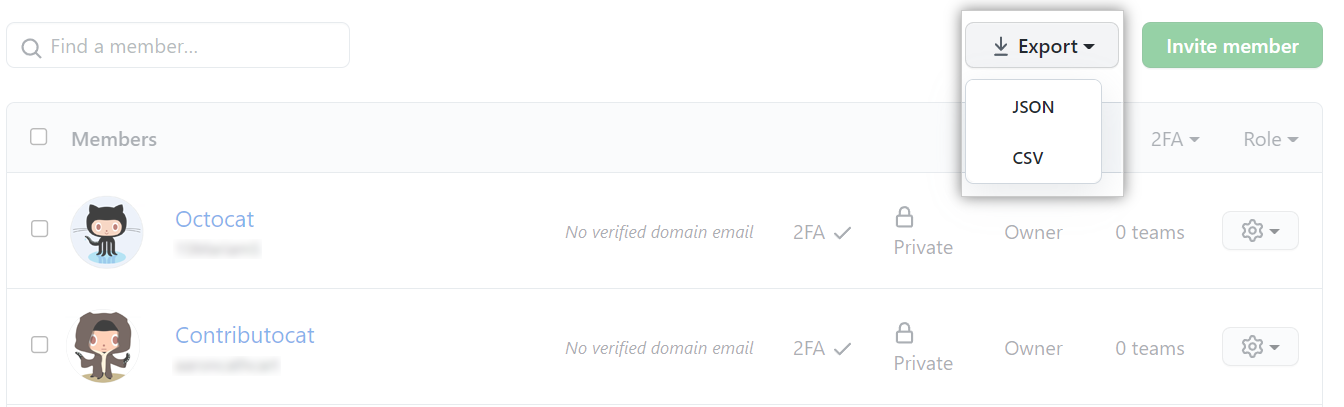 Find a member...
Export
Invite member
JSON
CSV
Members
2FA
Role
Octocat
No verified domain email
2FA
Private
Owner
0 teams
Contributocat
No verified domain email
2FA
Private
Owner
0 teams